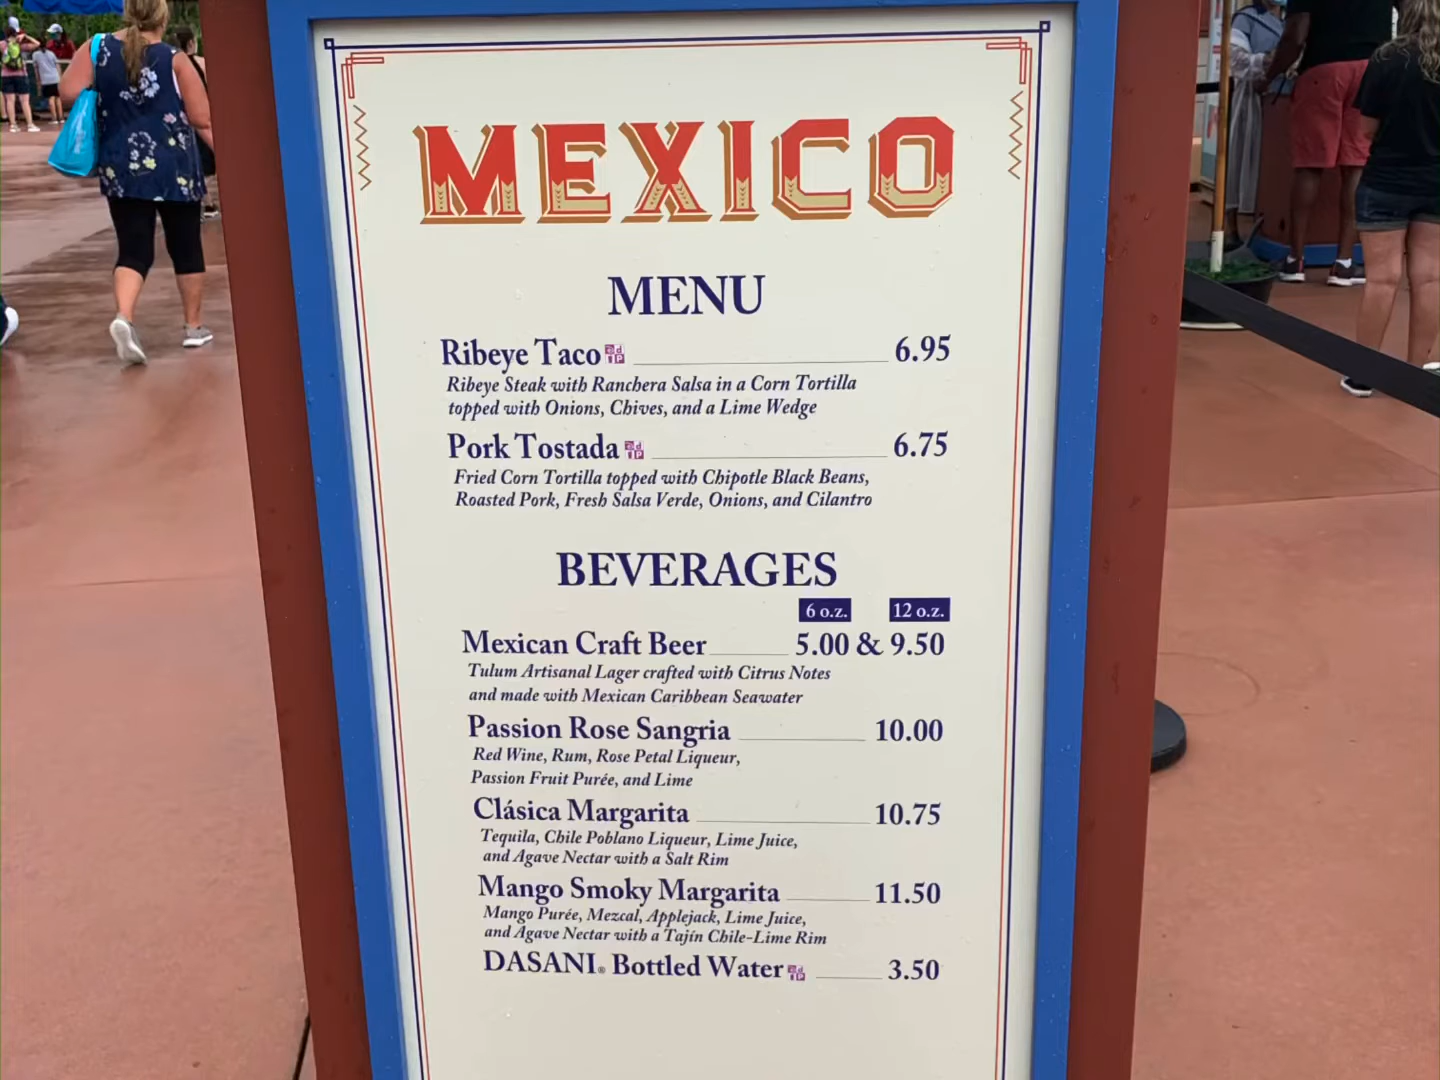 MEXICO
MENU
Ribeye Taco 6.95
Ribeye Steak with Ranchera Salsa in a Corn Tortilla
topped with Onions, Chives, and a Lime Wedge
Pork Tostada 6.75
Fried Corn Tortilla topped with Chipotle Black Beans,
Roasted Pork, Fresh Salsa Verde, Onions, and Cilantro
BEVERAGES
6 o.z. 12 o.z.
Mexican Craft Beer 5.00 & 9.50
Tulum Artisanal Lager crafted with Citrus Notes
and made with Mexican Caribbean Seawater
Passion Rose Sangria 10.00
Red Wine, Rum, Rose Petal Liqueur,
Passion Fruit Purée, and Lime
Clásica Margarita 10.75
Tequila, Chile Poblano Liqueur, Lime Juice,
and Agave Nectar with a Salt Rim
Mango Smoky Margarita 11.50
Mango Purée, Mezcal, Applejack, Lime Juice,
and Agave Nectar with a Tajín Chile-Lime Rim
DASANI® Bottled Water 3.50